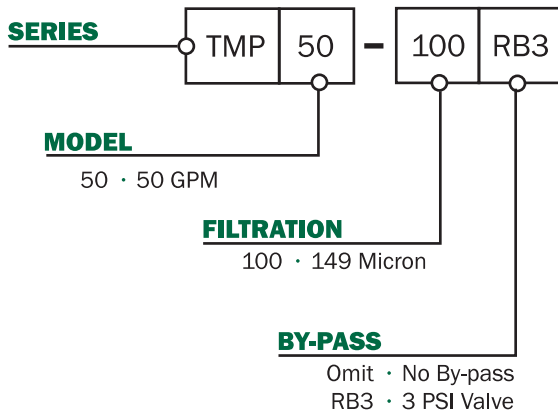 SERIES
TMP 50 - 100 RB3
MODEL
50 · 50 GPM
FILTRATION
100 · 149 Micron
BY-PASS
Omit · No By-pass
RB3 · 3 PSI Valve